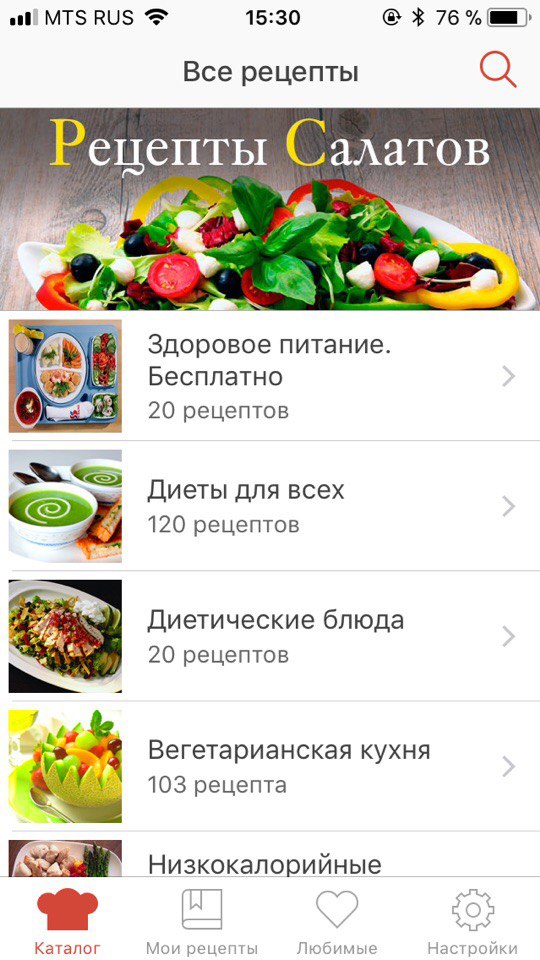 MTS RUS 15:30 76 %
Все рецепты
Рецепты Салатов
Здоровое питание.
Бесплатно
20 рецептов
Диеты для всех
120 рецептов
Диетические блюда
20 рецептов
Вегетарианская кухня
103 рецепта
Низкокалорийные
Каталог Мои рецепты Любимые Настройки